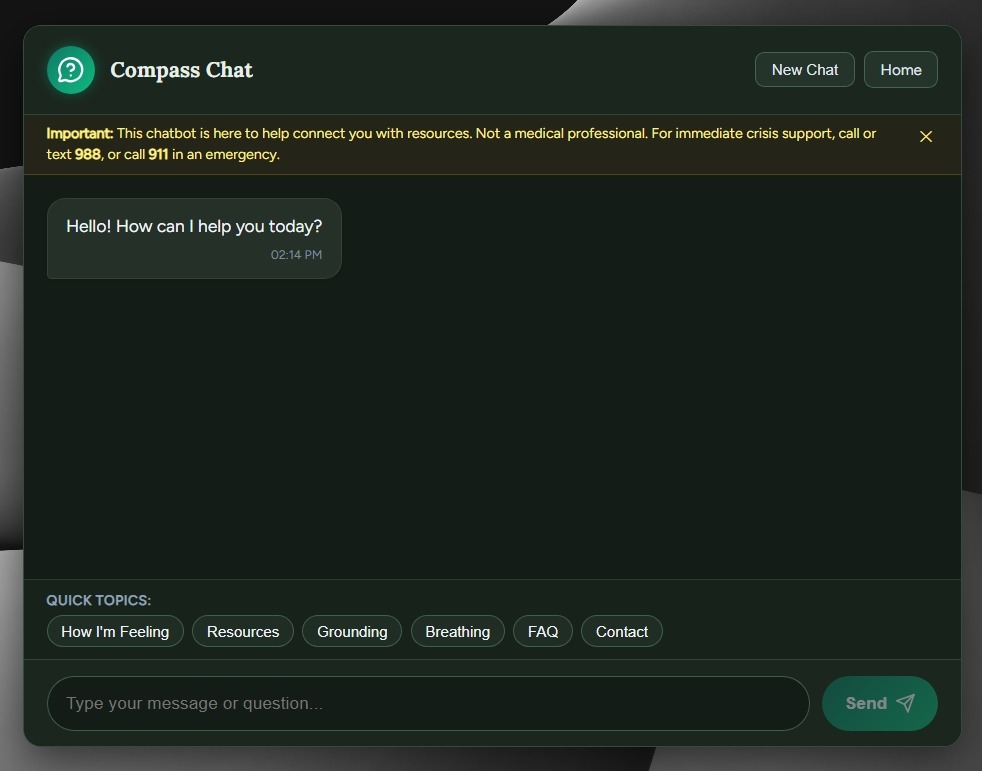 Compass Chat
New Chat
Home
Important: This chatbot is here to help connect you with resources. Not a medical professional. For immediate crisis support, call or
text 988, or call 911 in an emergency.
Hello! How can I help you today?
02:14 PM
QUICK TOPICS:
How I'm Feeling
Resources
Grounding
Breathing
FAQ
Contact
Type your message or question...
Send